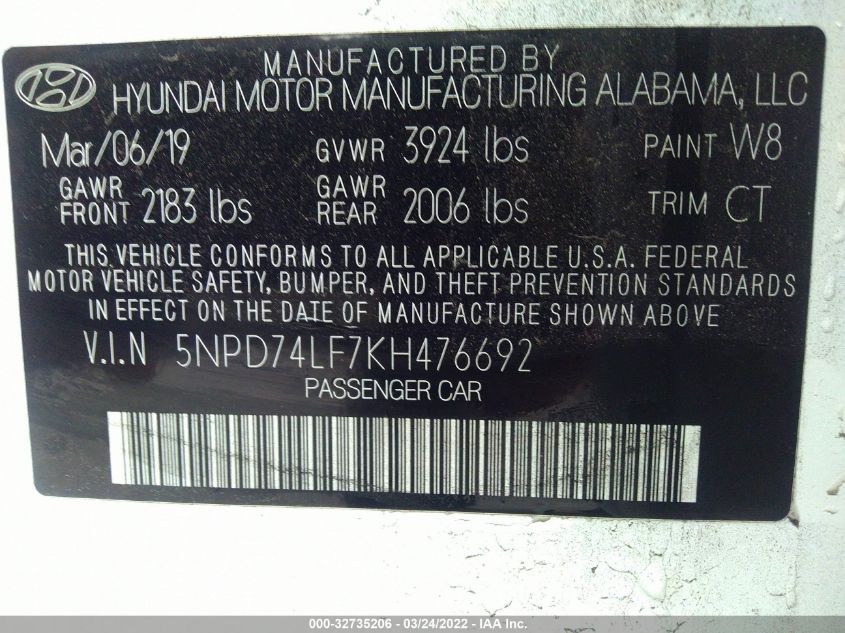 MANUFACTURED BY
HYUNDAI MOTOR MANUFACTURING ALABAMA, LLC
Mar/06/19 GVWR 3924 lbs PAINT W8
GAWR FRONT 2183 lbs GAWR REAR 2006 lbs TRIM CT
THIS VEHICLE CONFORMS TO ALL APPLICABLE U.S.A. FEDERAL
MOTOR VEHICLE SAFETY, BUMPER, AND THEFT PREVENTION STANDARDS
IN EFFECT ON THE DATE OF MANUFACTURE SHOWN ABOVE
V.I.N 5NPD74LF7KH476692
PASSENGER CAR
000-32735206 - 03/24/2022 - IAA Inc.